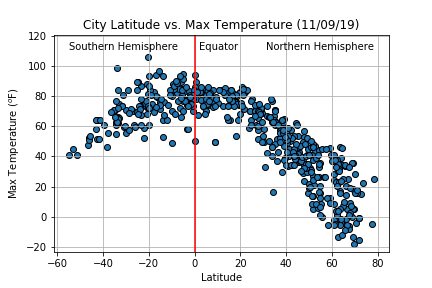 City Latitude vs. Max Temperature (11/09/19)
120
Southern Hemisphere Equator Northern Hemisphere
100
80
60
40
20
0
−20
Max Temperature (°F)
−60 −40 −20 0 20 40 60 80
Latitude